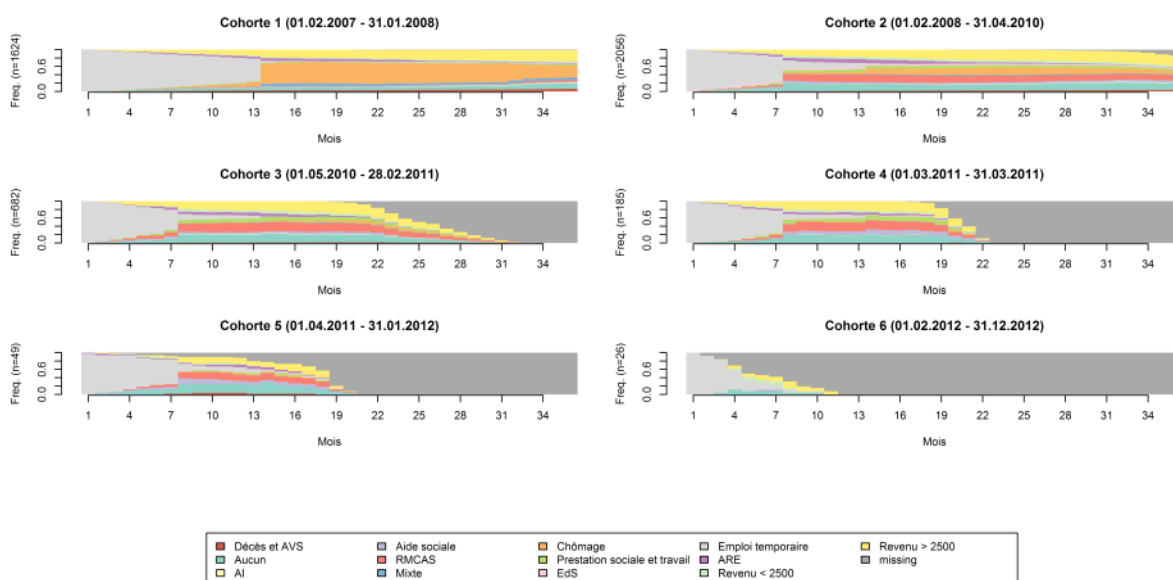 Cohorte 1 (01.02.2007 - 31.01.2008)
Freq. (n=1624)
0.0 0.6
1 4 7 10 13 16 19 22 25 28 31 34
Mois
Cohorte 2 (01.02.2008 - 31.04.2010)
Freq. (n=2056)
0.0 0.6
1 4 7 10 13 16 19 22 25 28 31 34
Mois
Cohorte 3 (01.05.2010 - 28.02.2011)
Freq. (n=682)
0.0 0.6
1 4 7 10 13 16 19 22 25 28 31 34
Mois
Cohorte 4 (01.03.2011 - 31.03.2011)
Freq. (n=185)
0.0 0.6
1 4 7 10 13 16 19 22 25 28 31 34
Mois
Cohorte 5 (01.04.2011 - 31.01.2012)
Freq. (n=49)
0.0 0.6
1 4 7 10 13 16 19 22 25 28 31 34
Mois
Cohorte 6 (01.02.2012 - 31.12.2012)
Freq. (n=26)
0.0 0.6
1 4 7 10 13 16 19 22 25 28 31 34
Mois
Décès et AVS Aide sociale Chômage Emploi temporaire Revenu > 2500
Aucun RMCAS Prestation sociale et travail ARE missing
AI Mixte EdS Revenu < 2500